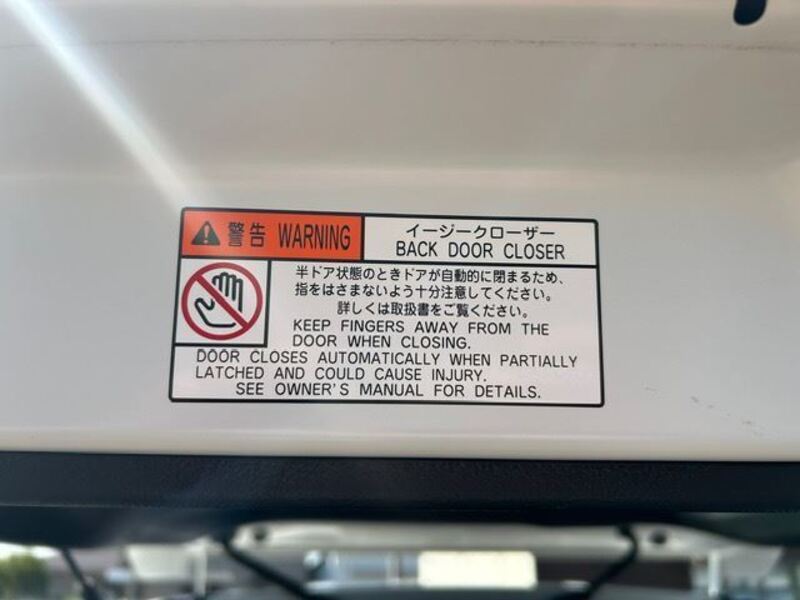 警告 WARNING
イージークローザー
BACK DOOR CLOSER
半ドア状態のときドアが自動的に閉まるため、
指をはさまないよう十分注意してください。
詳しくは取扱書をご覧ください。
KEEP FINGERS AWAY FROM THE
DOOR WHEN CLOSING.
DOOR CLOSES AUTOMATICALLY WHEN PARTIALLY
LATCHED AND COULD CAUSE INJURY.
SEE OWNER'S MANUAL FOR DETAILS.